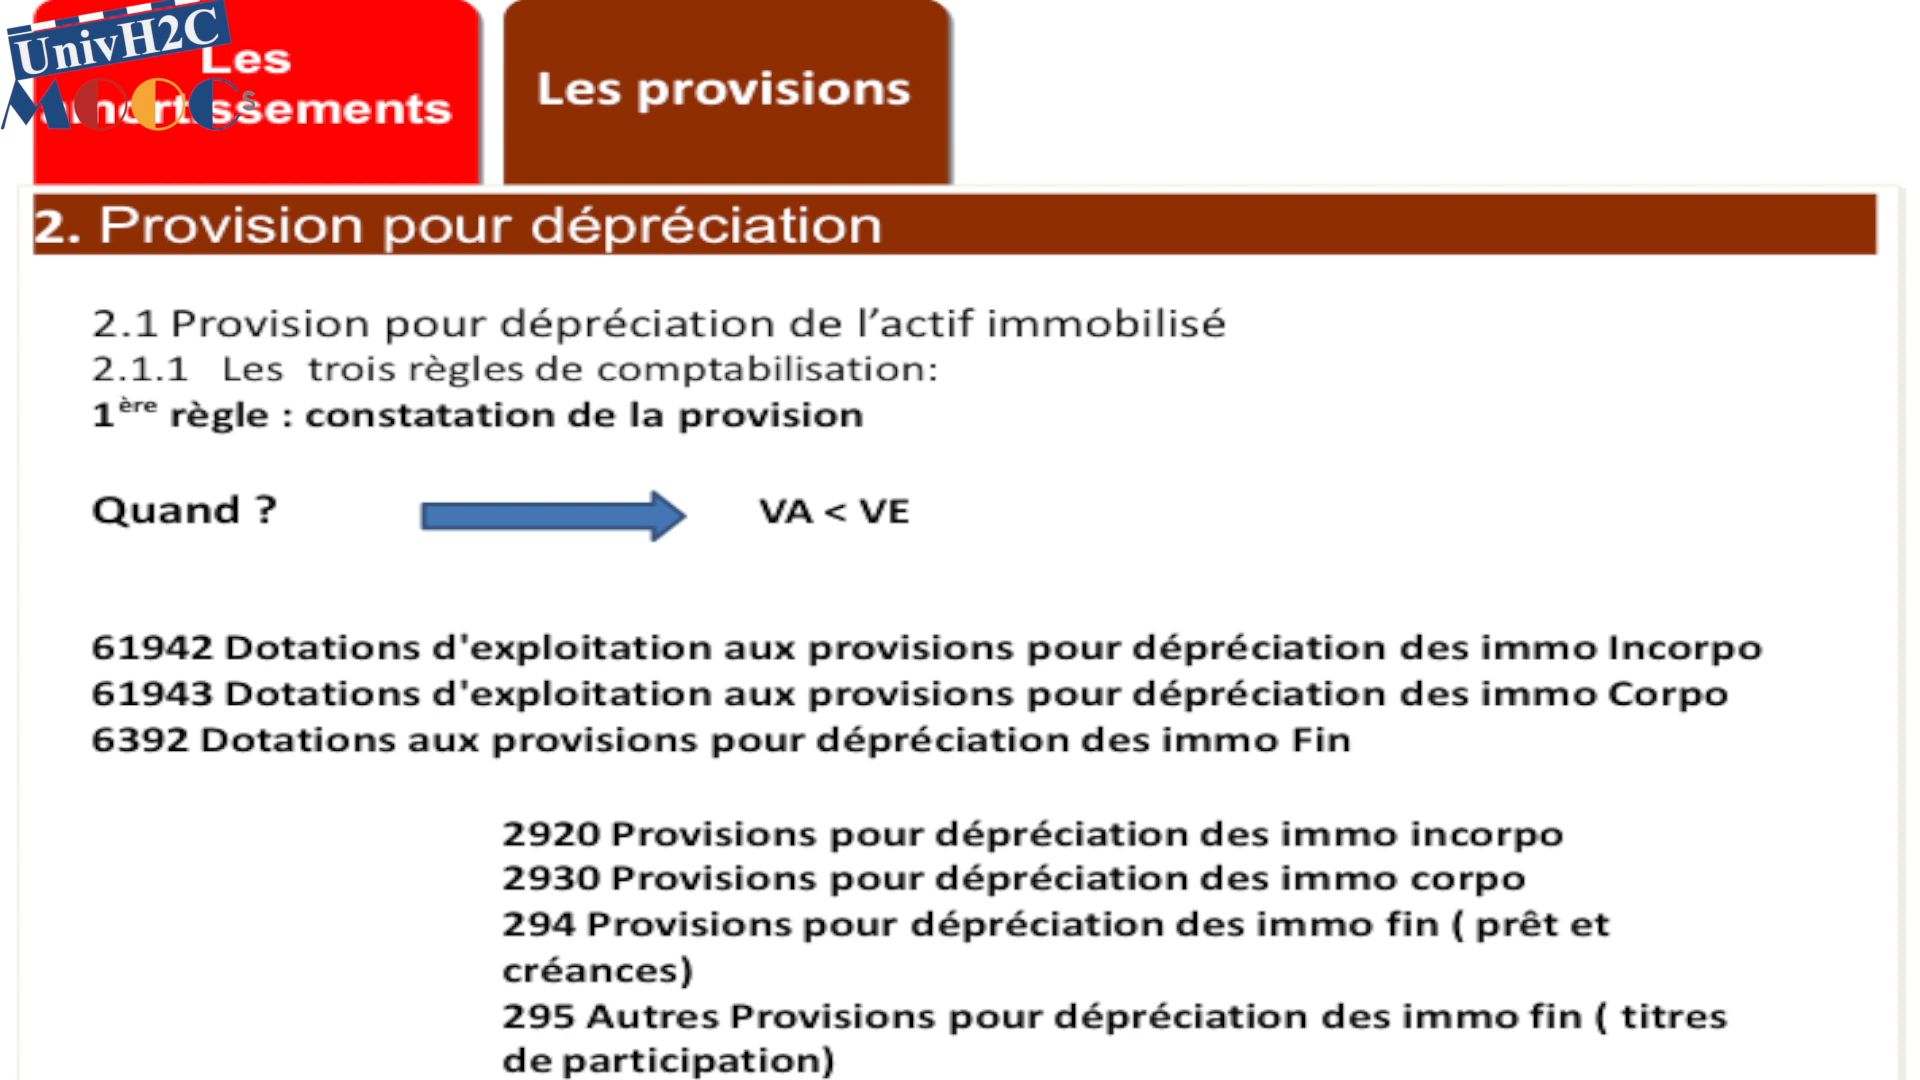 UnivH2C
MOOCs
Les
amortissements
Les provisions
2. Provision pour dépréciation
2.1 Provision pour dépréciation de l’actif immobilisé
2.1.1 Les trois règles de comptabilisation:
1ère règle : constatation de la provision
Quand ?
VA < VE
61942 Dotations d'exploitation aux provisions pour dépréciation des immo Incorpo
61943 Dotations d'exploitation aux provisions pour dépréciation des immo Corpo
6392 Dotations aux provisions pour dépréciation des immo Fin
2920 Provisions pour dépréciation des immo incorpo
2930 Provisions pour dépréciation des immo corpo
294 Provisions pour dépréciation des immo fin ( prêt et
créances)
295 Autres Provisions pour dépréciation des immo fin ( titres
de participation)